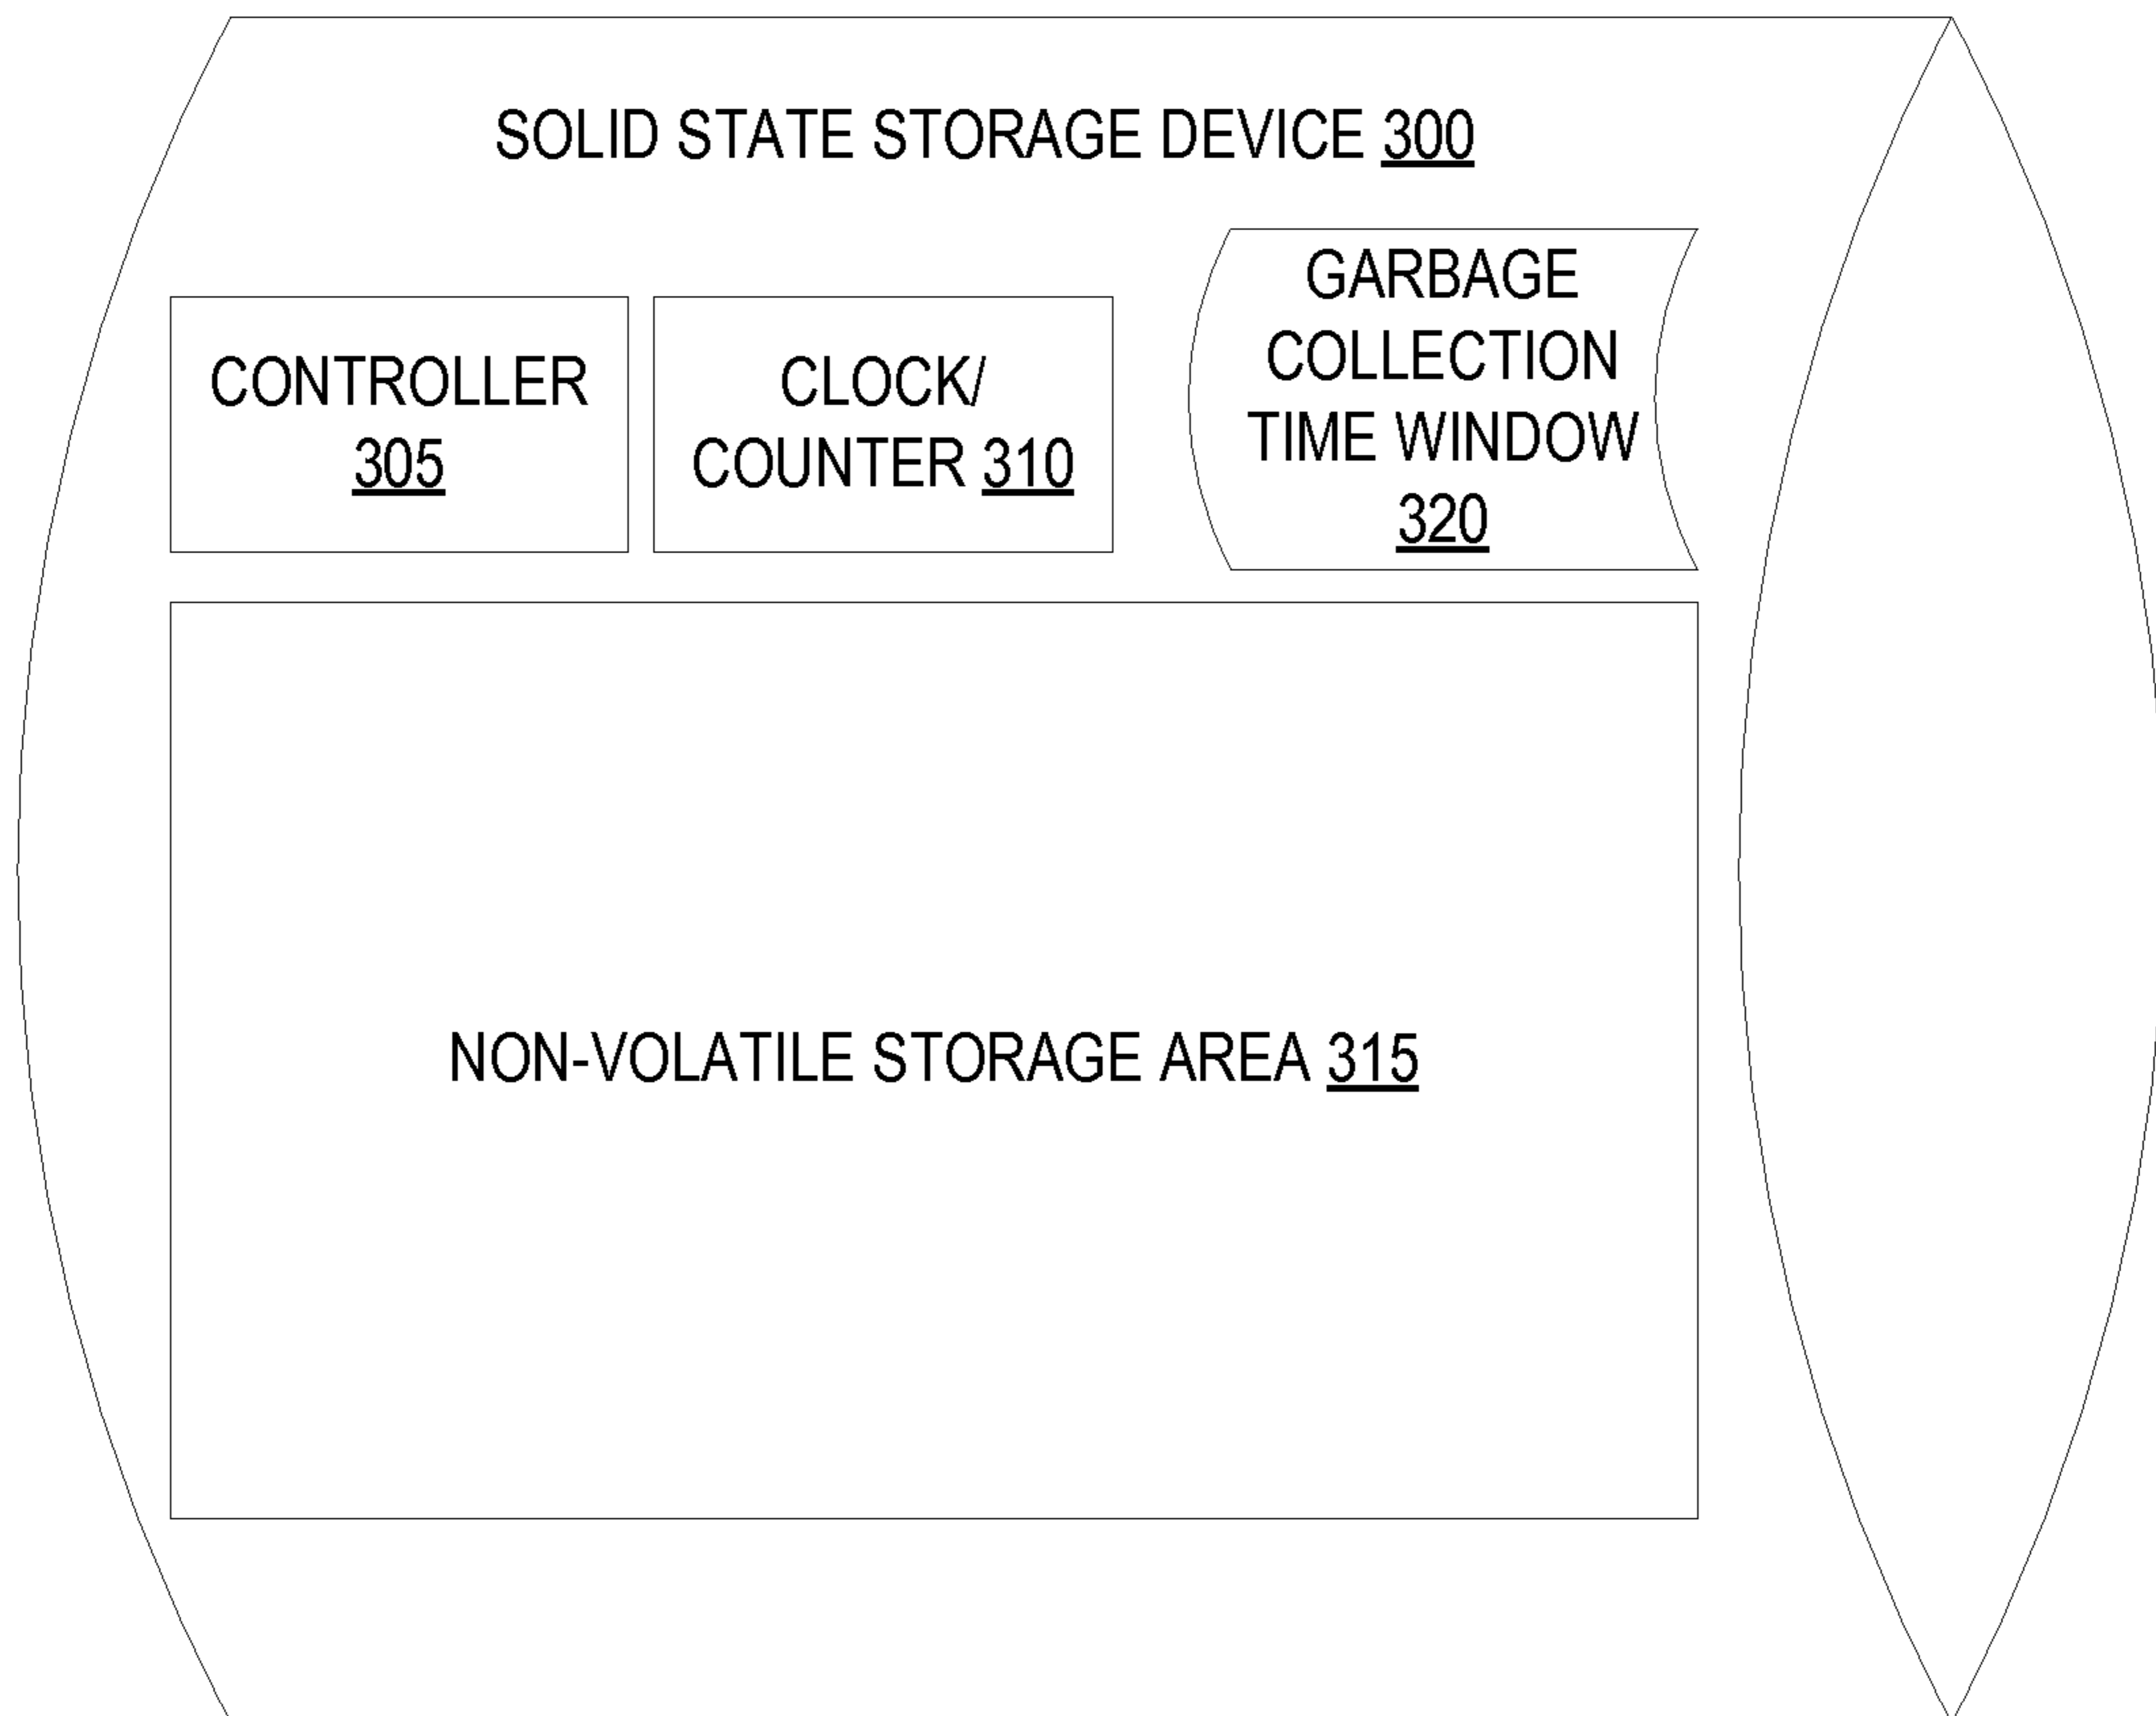 SOLID STATE STORAGE DEVICE 300
CONTROLLER
305
CLOCK/
COUNTER 310
GARBAGE
COLLECTION
TIME WINDOW
320
NON-VOLATILE STORAGE AREA 315